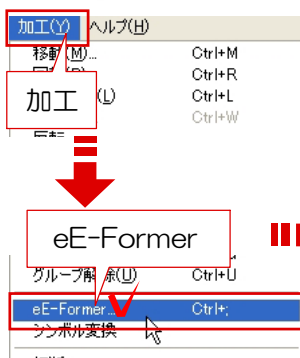 加工(Y) ヘルプ(H)
移動(M)... Ctrl+M
Ctrl+R
(L) Ctrl+L
Ctrl+W
加工
eE-Former
グループ解除(U) Ctrl+U
eE-Former... Ctrl+;
シンボル変換